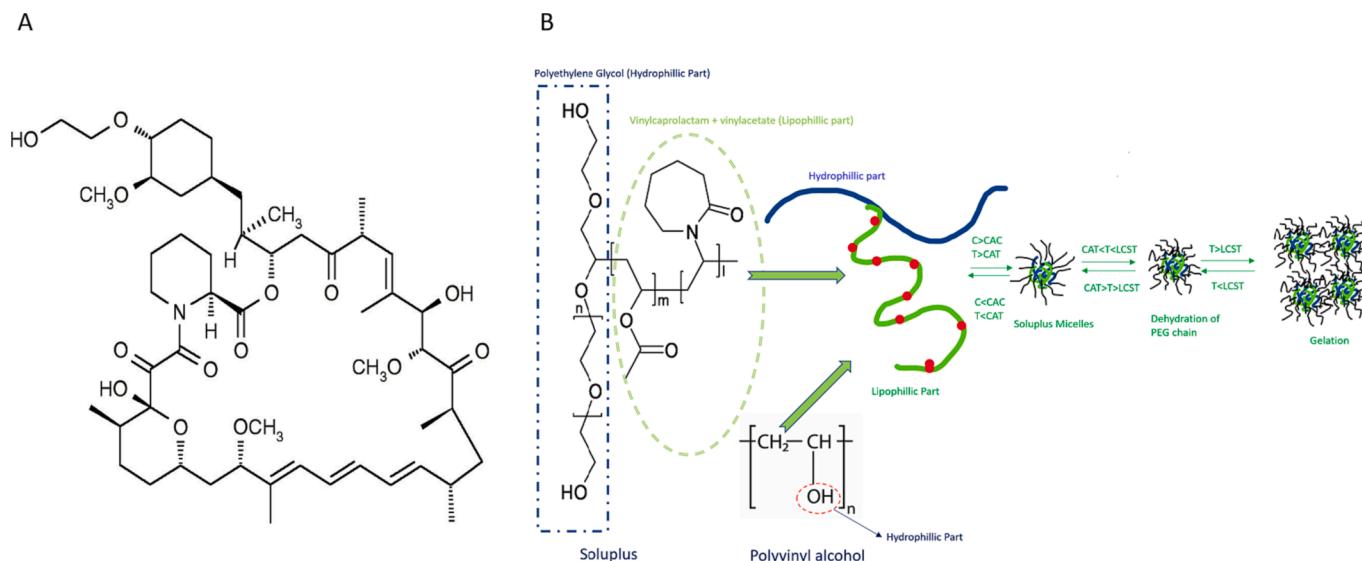 A
B
Polyethylene Glycol (Hydrophillic Part)
HO
Vinylcaprolactam + vinylacetate (Lipophillic part)
O
HO
O
CH₃O
CH₃
H
O
O
OH
N
H
O
O
O
O
CH₃O
O
HO
O
OCH₃
O
O
N
O
O
n
m
l
O
O
O
HO
Soluplus
Hydrophillic part
Lipophillic Part
CH₂
CH
OH
n
Hydrophillic Part
Polyvinyl alcohol
C>CAC
T>CAT
C<CAC
T<CAT
Soluplus Micelles
CAT<T<LCST
CAT>T>LCST
Dehydration of
PEG chain
T>LCST
T<LCST
Gelation